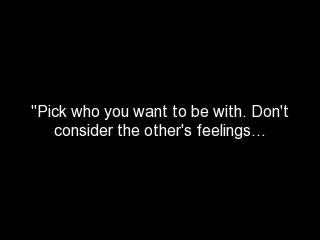 "Pick who you want to be with. Don't
consider the other's feelings…